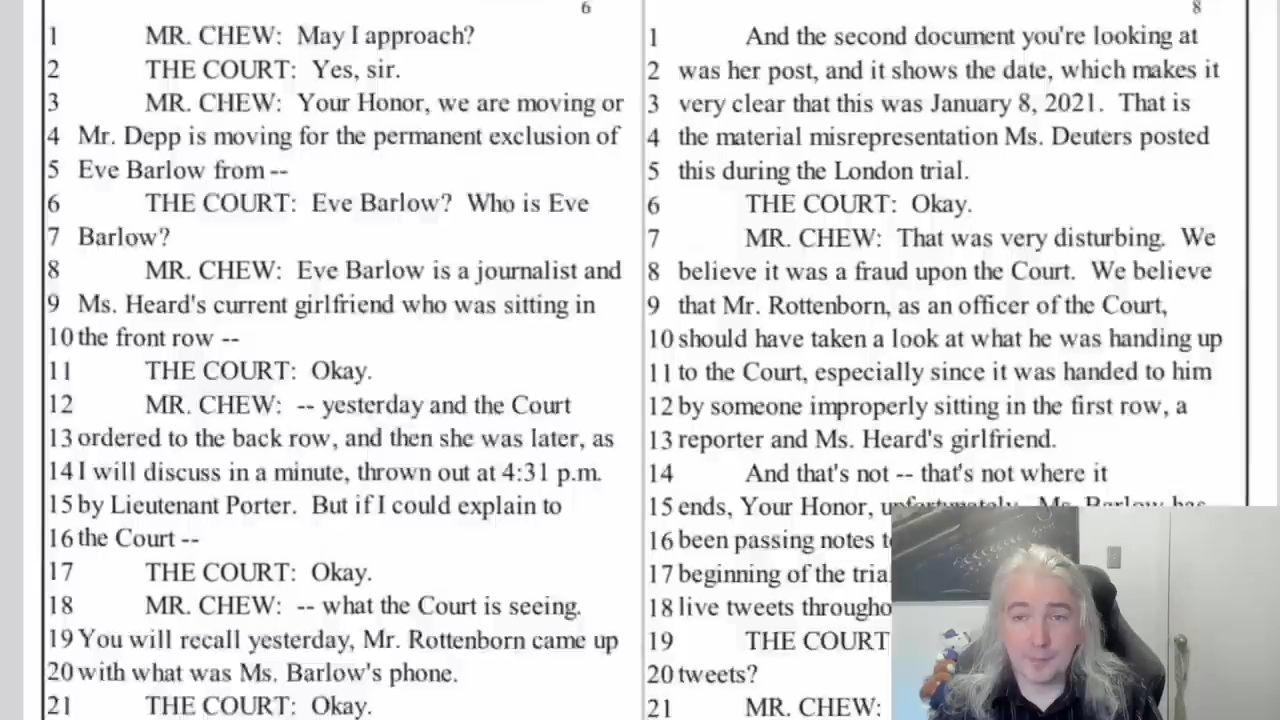 6
1 MR. CHEW: May I approach?
2 THE COURT: Yes, sir.
3 MR. CHEW: Your Honor, we are moving or
4 Mr. Depp is moving for the permanent exclusion of
5 Eve Barlow from --
6 THE COURT: Eve Barlow? Who is Eve
7 Barlow?
8 MR. CHEW: Eve Barlow is a journalist and
9 Ms. Heard's current girlfriend who was sitting in
10 the front row --
11 THE COURT: Okay.
12 MR. CHEW: -- yesterday and the Court
13 ordered to the back row, and then she was later, as
14 I will discuss in a minute, thrown out at 4:31 p.m.
15 by Lieutenant Porter. But if I could explain to
16 the Court --
17 THE COURT: Okay.
18 MR. CHEW: -- what the Court is seeing.
19 You will recall yesterday, Mr. Rottenborn came up
20 with what was Ms. Barlow's phone.
21 THE COURT: Okay.
8
1 And the second document you're looking at
2 was her post, and it shows the date, which makes it
3 very clear that this was January 8, 2021. That is
4 the material misrepresentation Ms. Deuters posted
5 this during the London trial.
6 THE COURT: Okay.
7 MR. CHEW: That was very disturbing. We
8 believe it was a fraud upon the Court. We believe
9 that Mr. Rottenborn, as an officer of the Court,
10 should have taken a look at what he was handing up
11 to the Court, especially since it was handed to him
12 by someone improperly sitting in the first row, a
13 reporter and Ms. Heard's girlfriend.
14 And that's not -- that's not where it
15 ends, Your Honor, unfortunately. Ms. Barlow has
16 been passing notes
17 beginning of the
18 live tweets
19 THE COURT
20 tweets?
21 MR. CHEW: